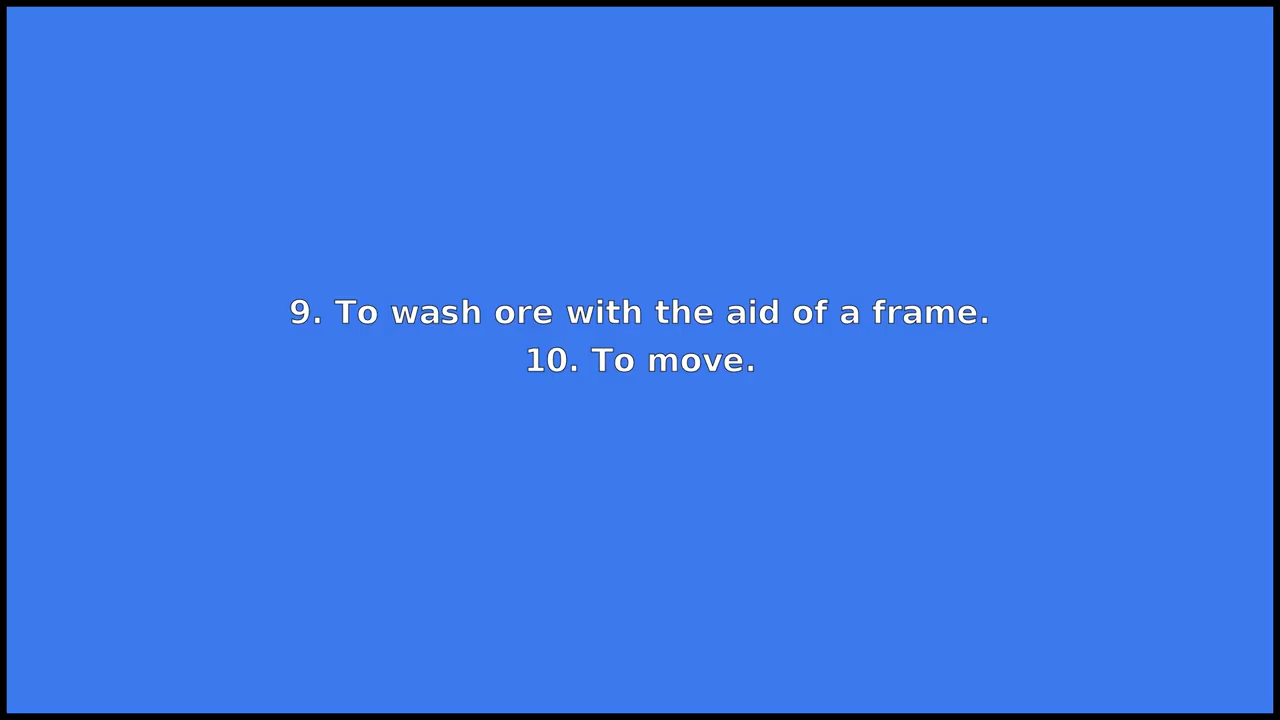 9. To wash ore with the aid of a frame.
10. To move.